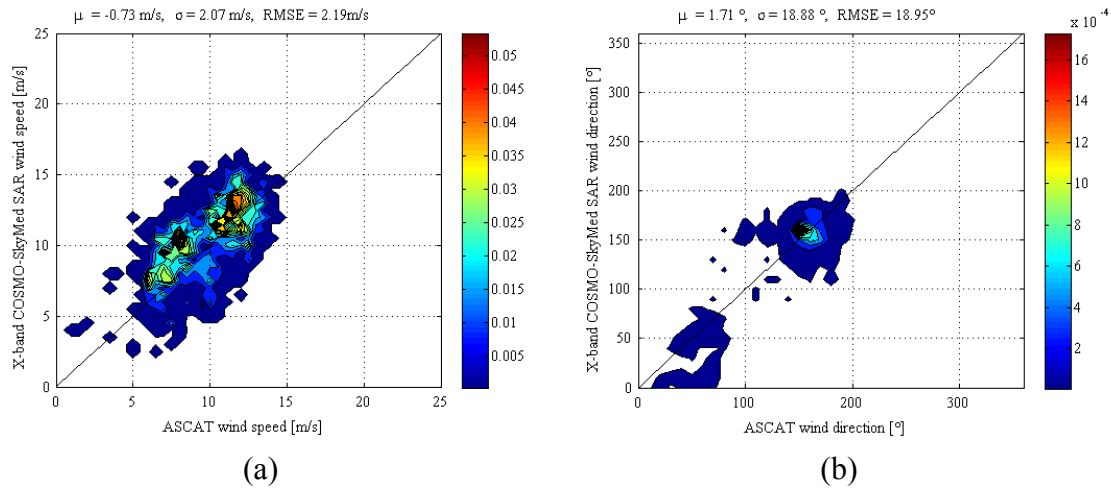 μ = -0.73 m/s, σ = 2.07 m/s, RMSE = 2.19m/s
25
20
15
10
5
0
0 5 10 15 20 25
X-band COSMO-SkyMed SAR wind speed [m/s]
ASCAT wind speed [m/s]
0.05
0.045
0.04
0.035
0.03
0.025
0.02
0.015
0.01
0.005
(a)
μ = 1.71 º, σ = 18.88 º, RMSE = 18.95º
350
300
250
200
150
100
50
0
0 100 200 300
X-band COSMO-SkyMed SAR wind direction [º]
ASCAT wind direction [º]
x 10⁻⁴
16
14
12
10
8
6
4
2
(b)